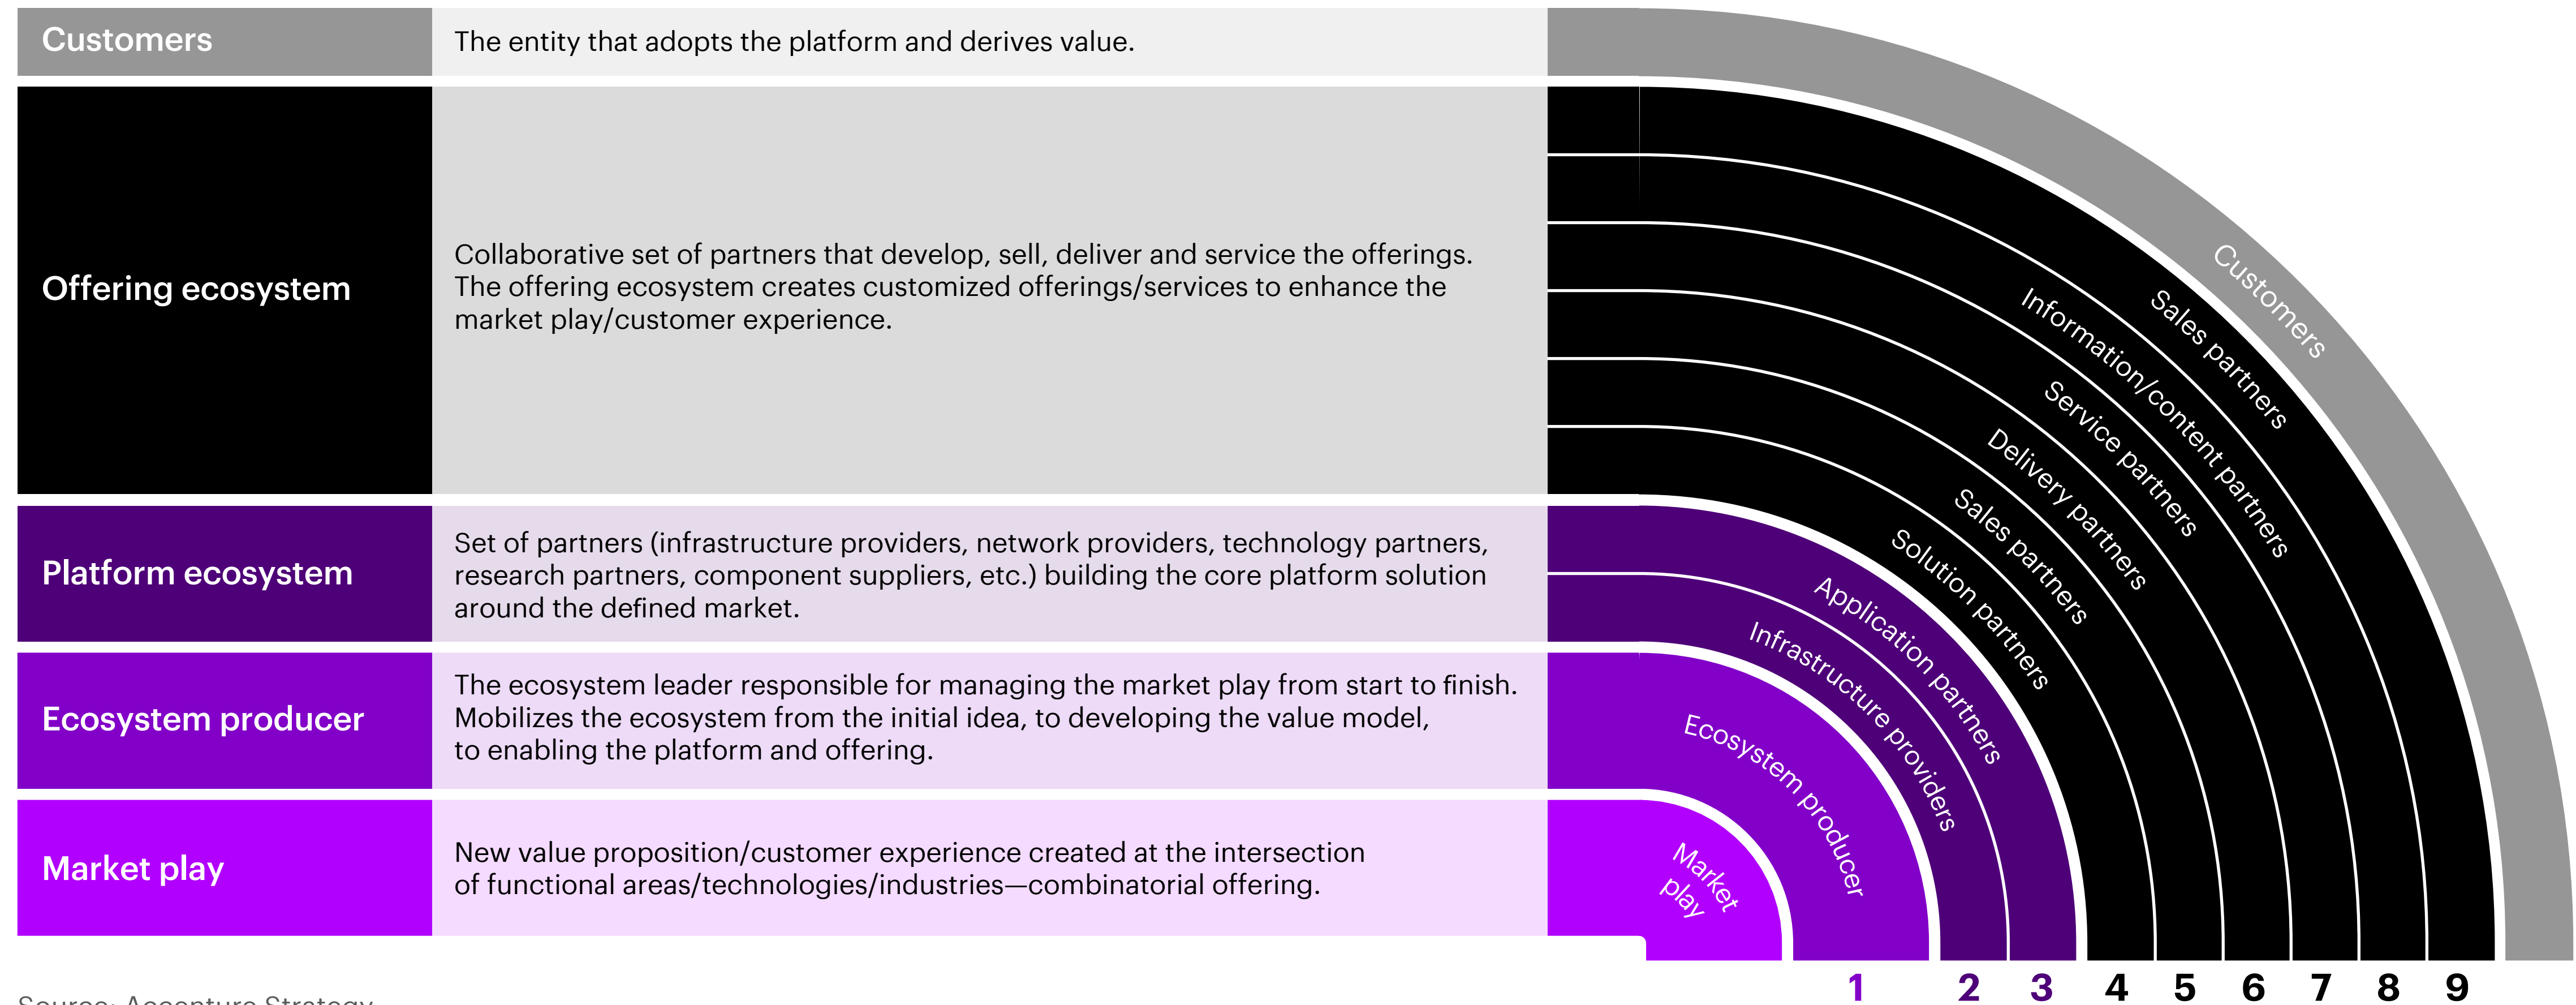 Customers
The entity that adopts the platform and derives value.
Offering ecosystem
Collaborative set of partners that develop, sell, deliver and service the offerings.
The offering ecosystem creates customized offerings/services to enhance the
market play/customer experience.
Platform ecosystem
Set of partners (infrastructure providers, network providers, technology partners,
research partners, component suppliers, etc.) building the core platform solution
around the defined market.
Ecosystem producer
The ecosystem leader responsible for managing the market play from start to finish.
Mobilizes the ecosystem from the initial idea, to developing the value model,
to enabling the platform and offering.
Market play
New value proposition/customer experience created at the intersection
of functional areas/technologies/industries—combinatorial offering.
Customers
Sales partners
Information/content partners
Service partners
Delivery partners
Sales partners
Solution partners
Application partners
Infrastructure providers
Ecosystem producer
Market
play
1 2 3 4 5 6 7 8 9
Source: Accenture Strategy